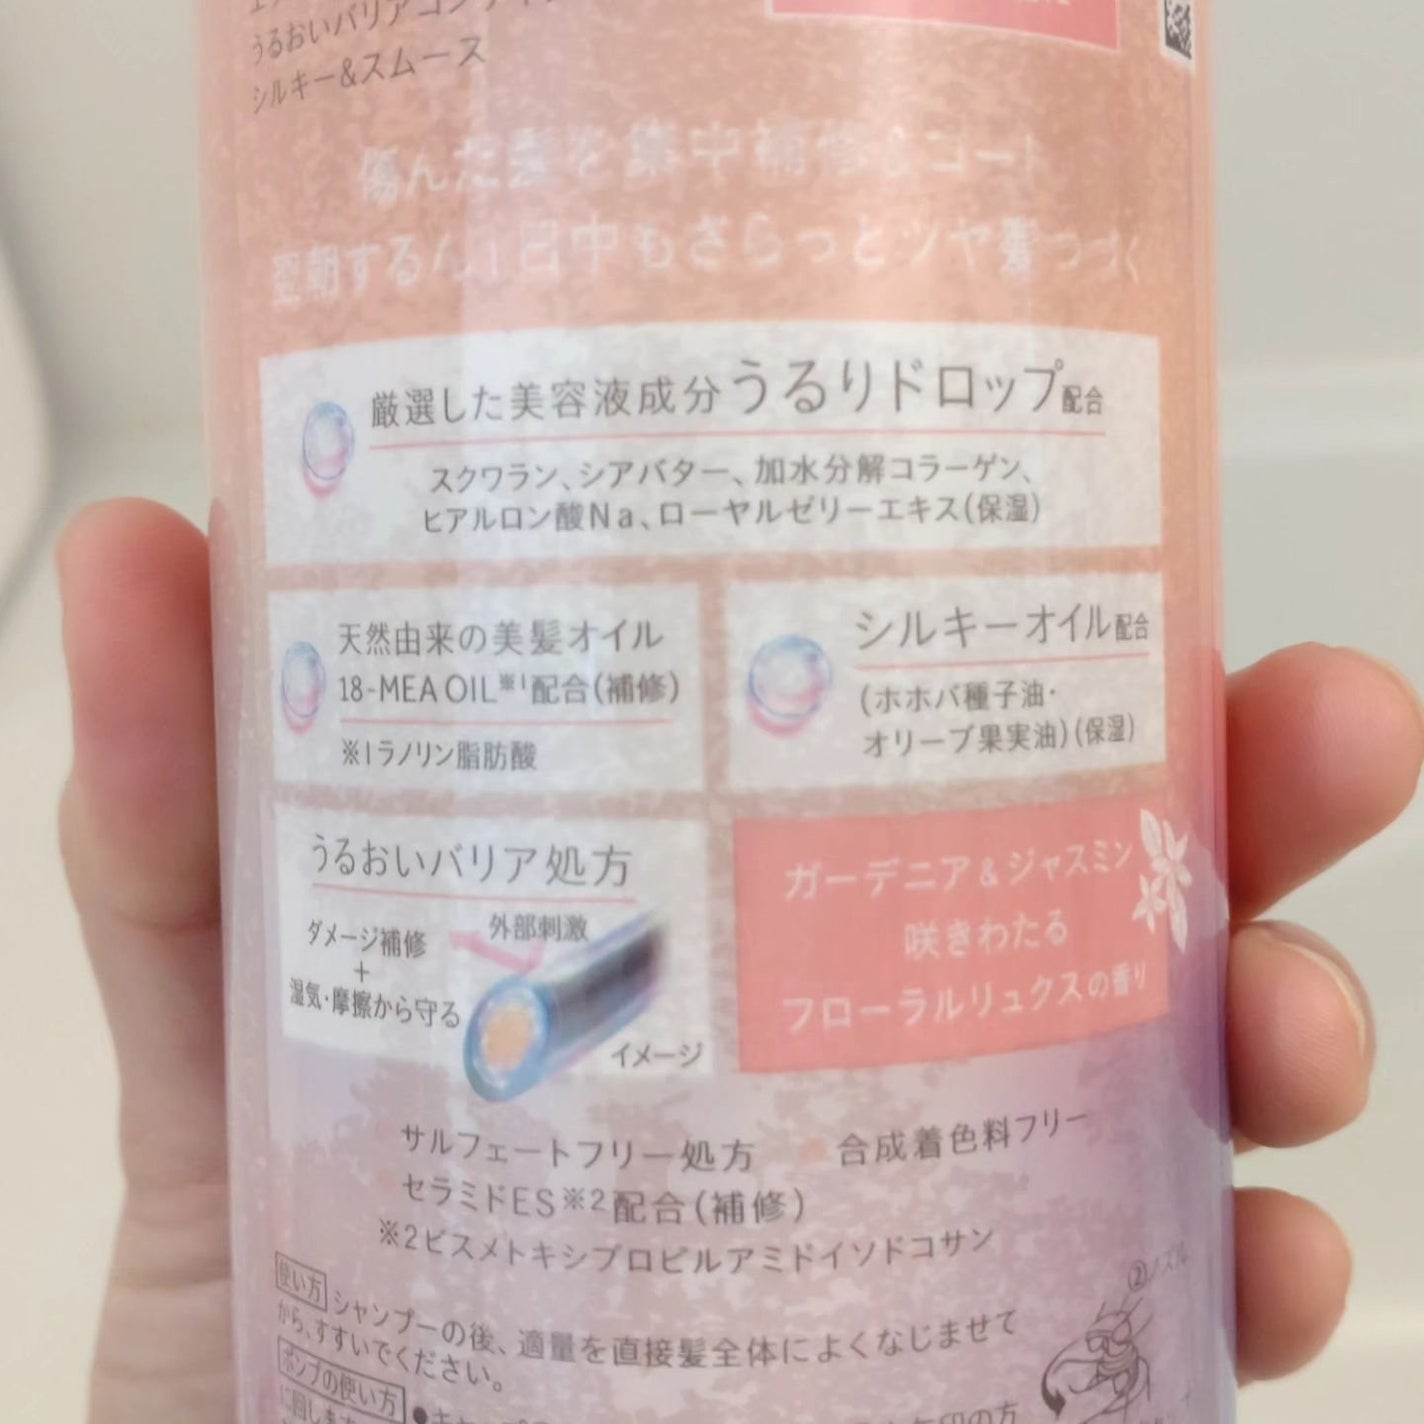 うるおいバリアコンディ
シルキー&スムース
傷んだ髪を集中補修&コート
翌朝するん!日中もさらっとツヤ髪つづく
厳選した美容液成分うるりドロップ配合
スクワラン、シアバター、加水分解コラーゲン、
ヒアルロン酸Na、ローヤルゼリーエキス(保湿)
天然由来の美髪オイル
18-MEA OIL※1配合(補修)
※1ラノリン脂肪酸
シルキーオイル配合
(ホホバ種子油・
オリーブ果実油)(保湿)
うるおいバリア処方
ダメージ補修
+
湿気・摩擦から守る
外部刺激
イメージ
ガーデニア&ジャスミン
咲きわたる
フローラルリュクスの香り
サルフェートフリー処方
合成着色料フリー
セラミドES※2配合(補修)
※2ビスメトキシプロピルアミドイソドコサン
使い方 シャンプーの後、適量を直接髪全体によくなじませて
から、すすいでください。
ポンプの使い方
②ノズル
に回しま